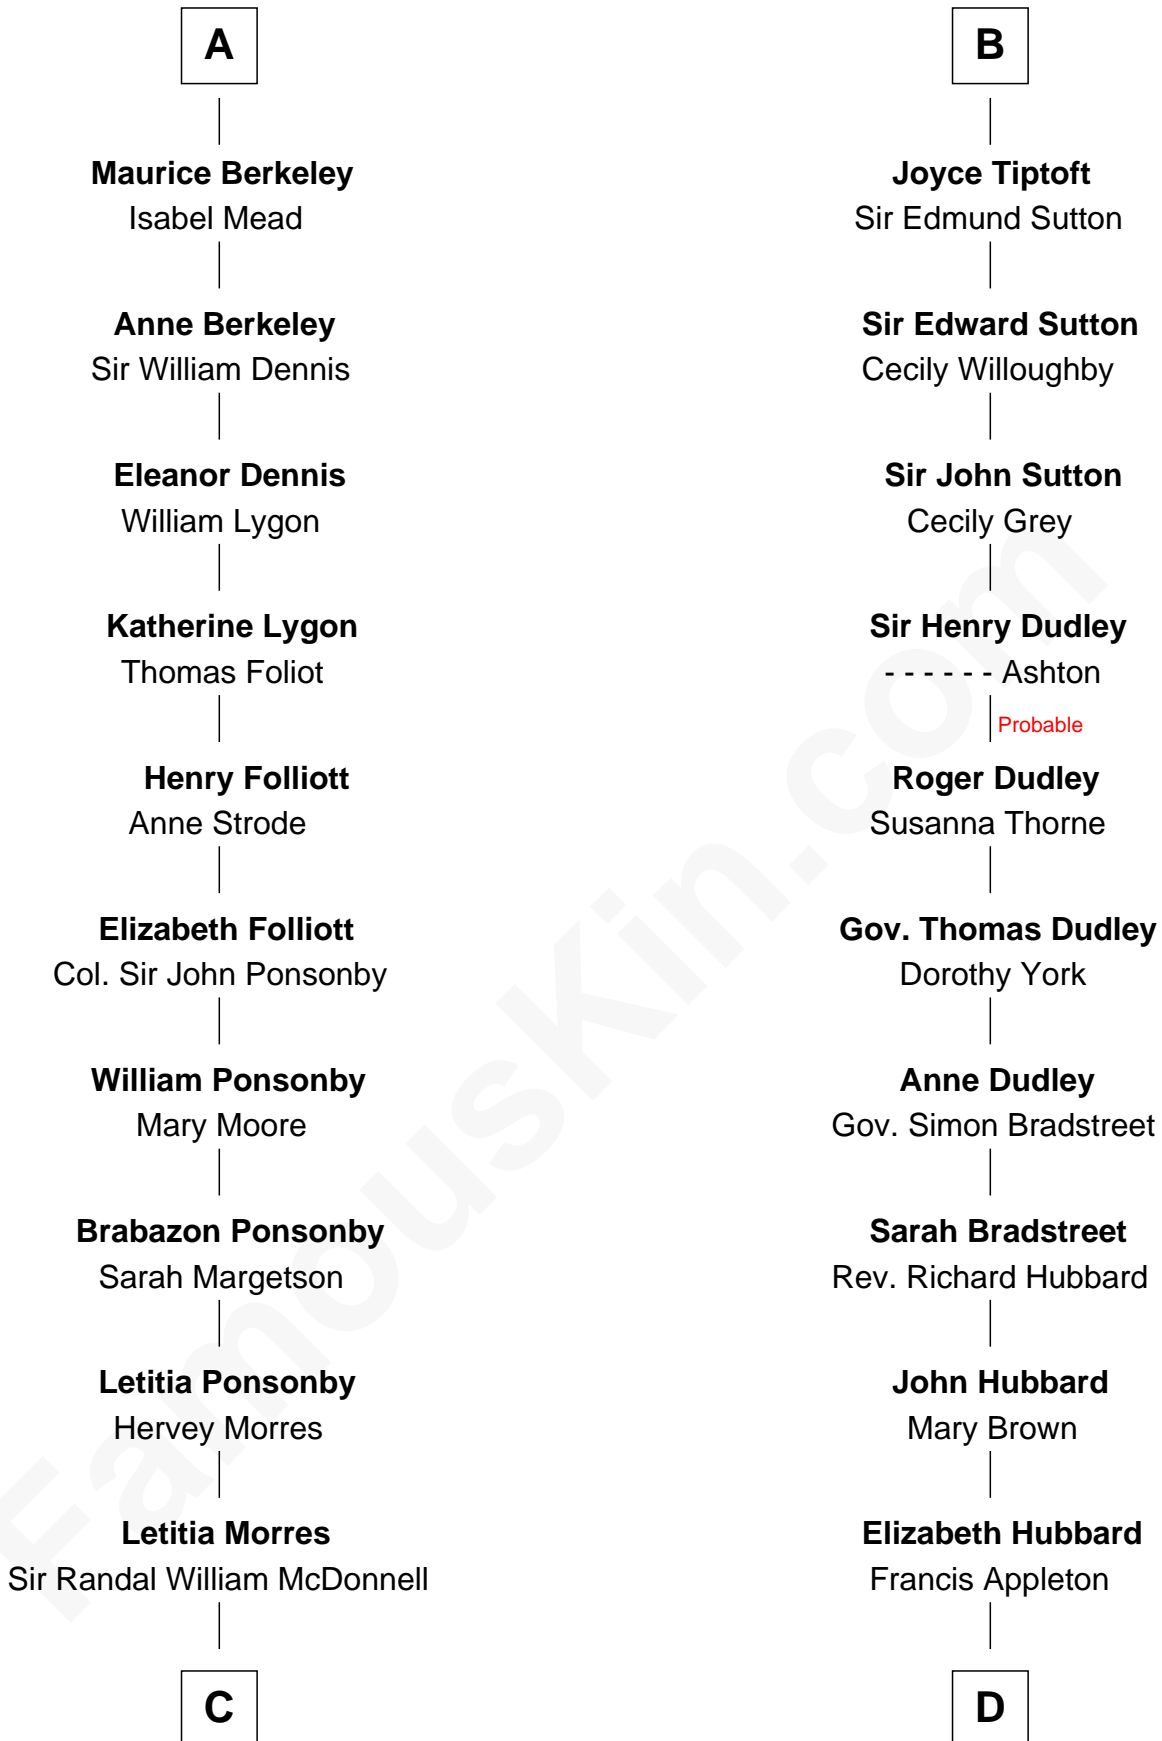 A
Maurice Berkeley
Isabel Mead
Anne Berkeley
Sir William Dennis
Eleanor Dennis
William Lygon
Katherine Lygon
Thomas Foliot
Henry Folliott
Anne Strode
Elizabeth Folliott
Col. Sir John Ponsonby
William Ponsonby
Mary Moore
Brabazon Ponsonby
Sarah Margetson
Letitia Ponsonby
Hervey Morres
Letitia Morres
Sir Randal William McDonnell
C
B
Joyce Tiptoft
Sir Edmund Sutton
Sir Edward Sutton
Cecily Willoughby
Sir John Sutton
Cecily Grey
Sir Henry Dudley
- - - - - - Ashton
Probable
Roger Dudley
Susanna Thorne
Gov. Thomas Dudley
Dorothy York
Anne Dudley
Gov. Simon Bradstreet
Sarah Bradstreet
Rev. Richard Hubbard
John Hubbard
Mary Brown
Elizabeth Hubbard
Francis Appleton
D
FamousKin.com